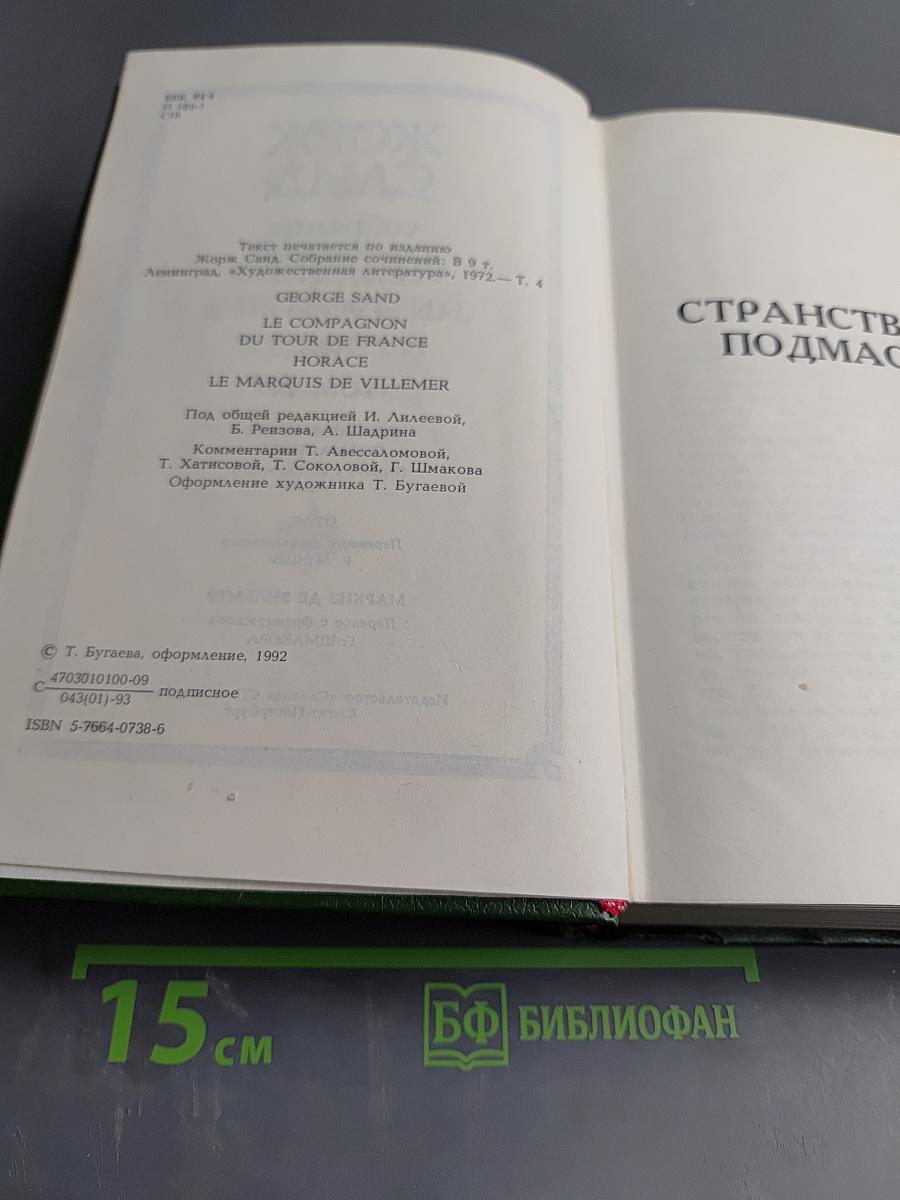 Текст печатается по изданию
Жорж Санд. Собрание сочинений: В 9 т.
Ленинград, «Художественная литература», 1972.— Т. 4
GEORGE SAND
LE COMPAGNON
DU TOUR DE FRANCE
HORACE
LE MARQUIS DE VILLEMER
Под общей редакцией И. Лилеевой,
Б. Реизова, А. Шадрина
Комментарии Т. Авессаломовой,
Т. Хатисовой, Т. Соколовой, Г. Шмакова
Оформление художника Т. Бугаевой
© Т. Бугаева, оформление, 1992
С 4703010100-09
043(01)-93 подписное
ISBN 5-7664-0738-6
СТРАНСТВ
ПОДМАС
15 см
БФ БИБЛИОФАН